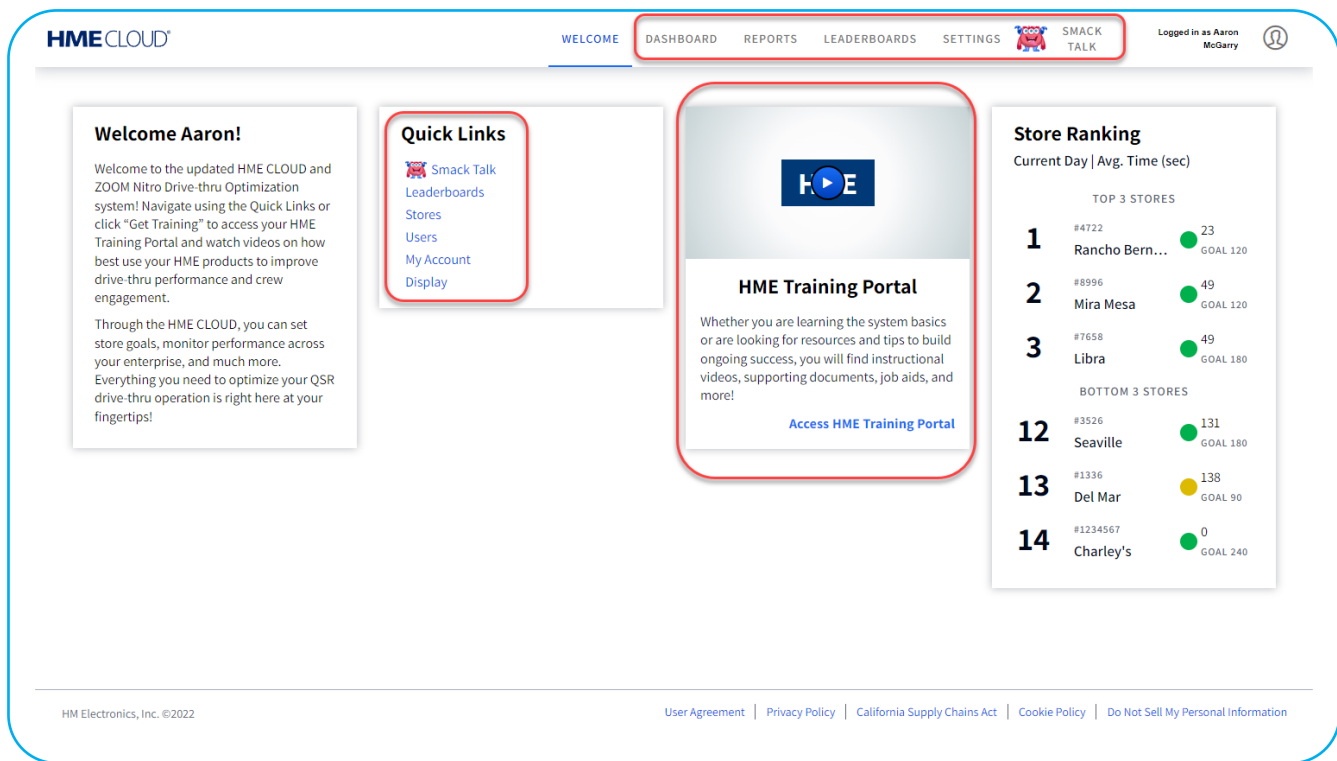 HME CLOUD®
WELCOME
DASHBOARD
REPORTS
LEADERBOARDS
SETTINGS
SMACK
TALK
Logged in as Aaron
McGarry
Welcome Aaron!
Welcome to the updated HME CLOUD and
ZOOM Nitro Drive-thru Optimization
system! Navigate using the Quick Links or
click “Get Training” to access your HME
Training Portal and watch videos on how
best use your HME products to improve
drive-thru performance and crew
engagement.
Through the HME CLOUD, you can set
store goals, monitor performance across
your enterprise, and much more.
Everything you need to optimize your QSR
drive-thru operation is right here at your
fingertips!
Quick Links
Smack Talk
Leaderboards
Stores
Users
My Account
Display
HME Training Portal
Whether you are learning the system basics
or are looking for resources and tips to build
ongoing success, you will find instructional
videos, supporting documents, job aids, and
more!
Access HME Training Portal
Store Ranking
Current Day | Avg. Time (sec)
TOP 3 STORES
1
#4722
Rancho Bern...
23
GOAL 120
2
#8996
Mira Mesa
49
GOAL 120
3
#7658
Libra
49
GOAL 180
BOTTOM 3 STORES
12
#3526
Seaville
131
GOAL 180
13
#1336
Del Mar
138
GOAL 90
14
#1234567
Charley's
0
GOAL 240
HM Electronics, Inc. ©2022
User Agreement | Privacy Policy | California Supply Chains Act | Cookie Policy | Do Not Sell My Personal Information